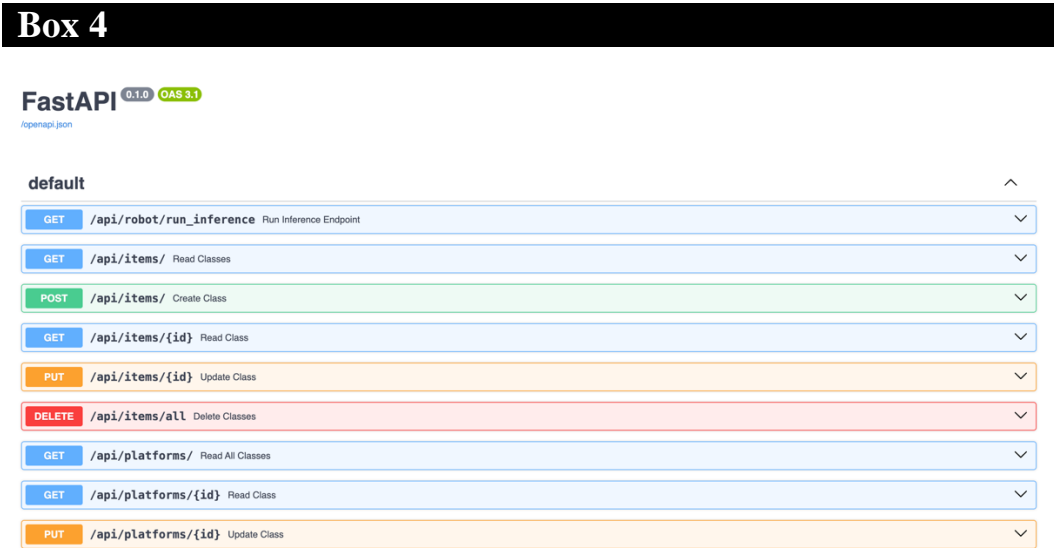 Box 4
FastAPI 0.1.0 OAS 3.1
/openapi.json
default
GET /api/robot/run_inference Run Inference Endpoint
GET /api/items/ Read Classes
POST /api/items/ Create Class
GET /api/items/{id} Read Class
PUT /api/items/{id} Update Class
DELETE /api/items/all Delete Classes
GET /api/platforms/ Read All Classes
GET /api/platforms/{id} Read Class
PUT /api/platforms/{id} Update Class